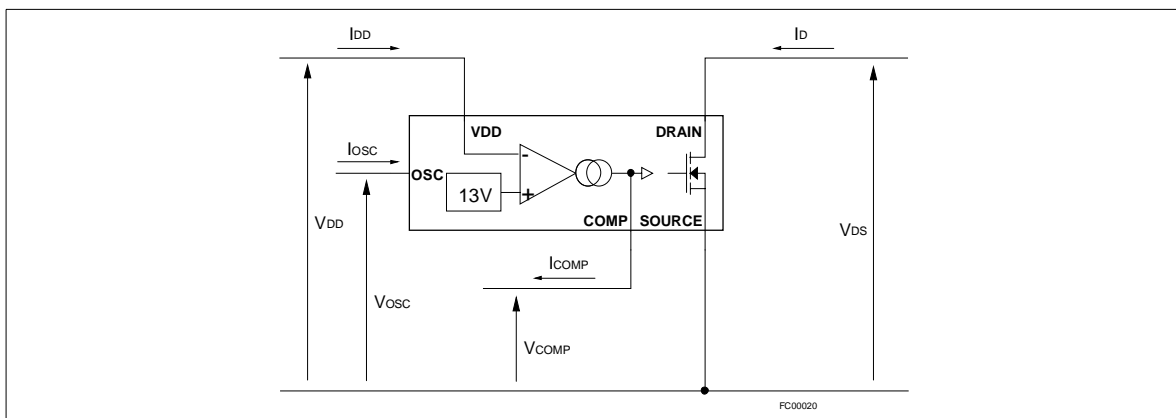 IDD
ID
VDD
DRAIN
IOSC
OSC
-
13V
+
COMP
SOURCE
VDD
VDS
ICOMP
VOSC
VCOMP
FC00020